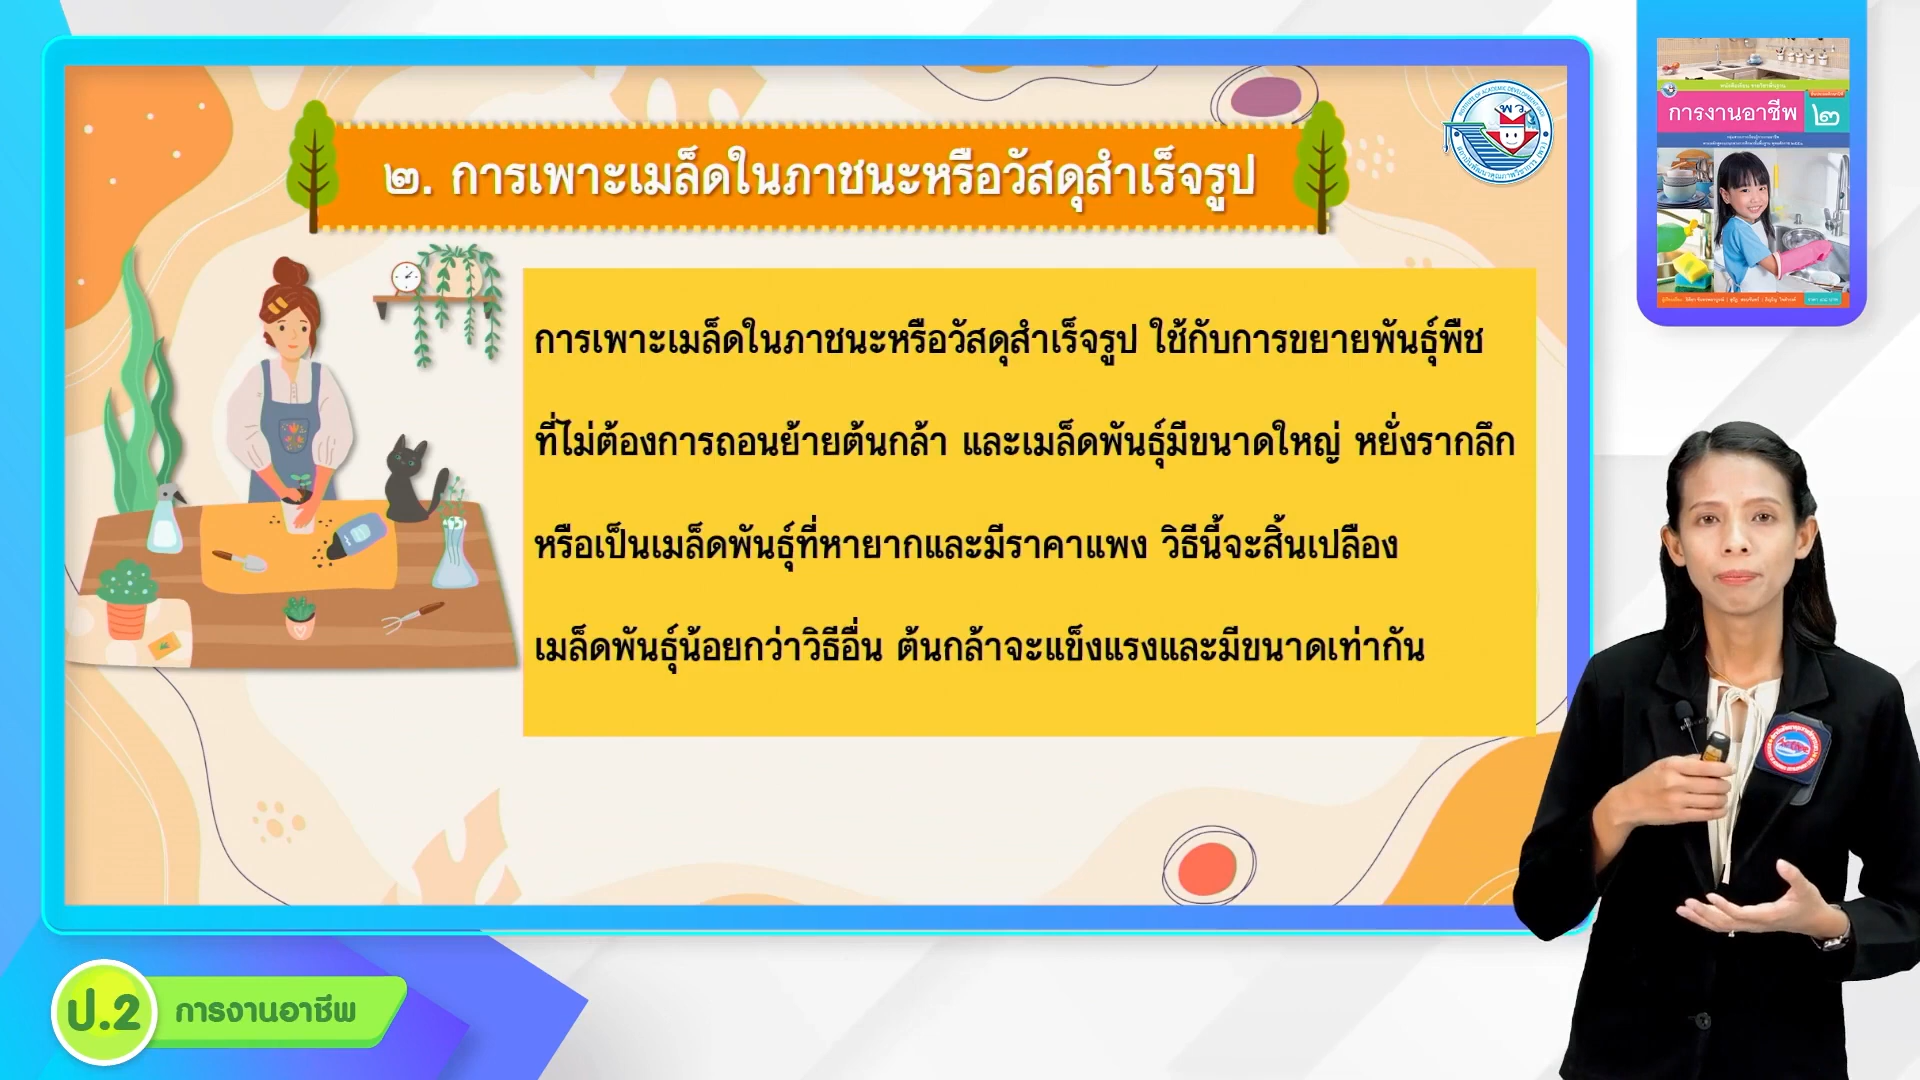 ๒. การเพาะเมล็ดในภาชนะหรือวัสดุสำเร็จรูป
การเพาะเมล็ดในภาชนะหรือวัสดุสำเร็จรูป ใช้กับการขยายพันธุ์พืช
ที่ไม่ต้องการถอนย้ายต้นกล้า และเมล็ดพันธุ์มีขนาดใหญ่ หยั่งรากลึก
หรือเป็นเมล็ดพันธุ์ที่หายากและมีราคาแพง วิธีนี้จะสิ้นเปลือง
เมล็ดพันธุ์น้อยกว่าวิธีอื่น ต้นกล้าจะแข็งแรงและมีขนาดเท่ากัน
พว
การงานอาชีพ ๒
ป.2 การงานอาชีพ